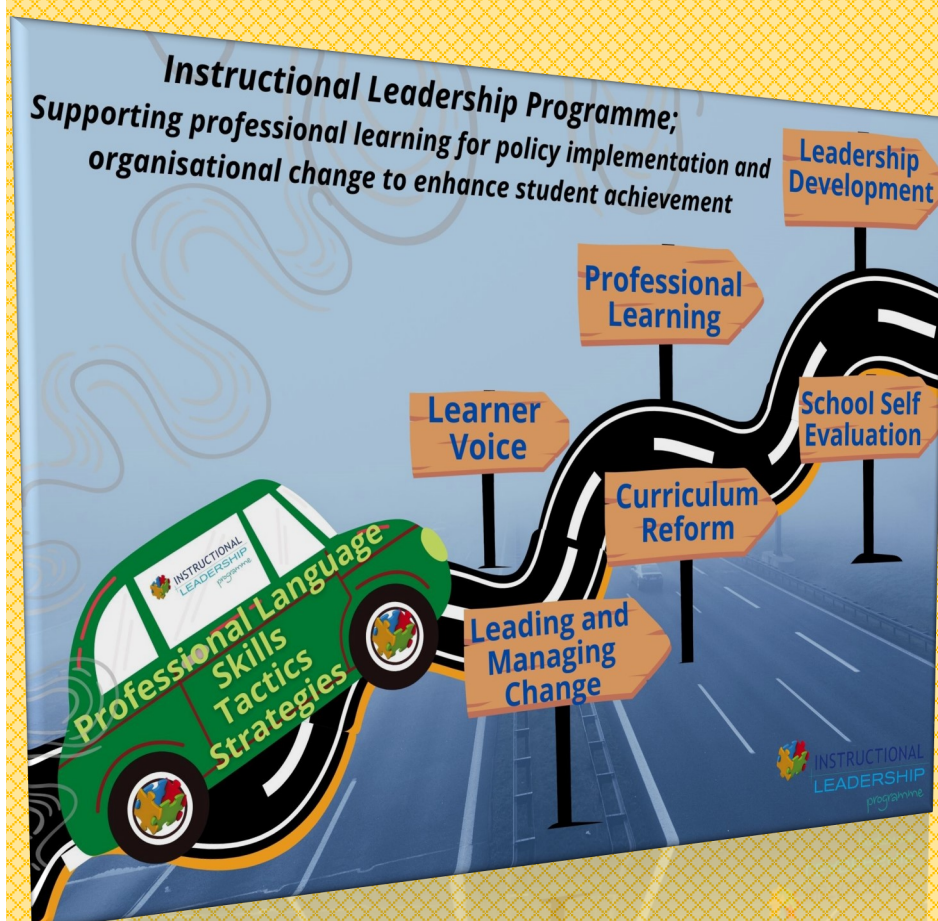 Instructional Leadership Programme;
Supporting professional learning for policy implementation and
organisational change to enhance student achievement
Leadership
Development
Professional
Learning
Learner
Voice
School Self
Evaluation
Curriculum
Reform
Leading and
Managing
Change
INSTRUCTIONAL
LEADERSHIP
programme
Professional Language
Skills
Tactics
Strategies
INSTRUCTIONAL
LEADERSHIP
programme